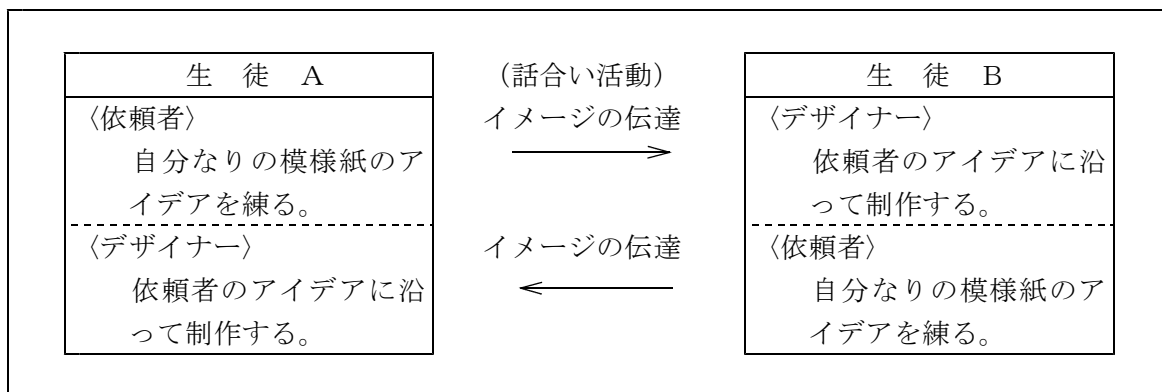 生　徒　A
〈依頼者〉
自分なりの模様紙のア
イデアを練る。
〈デザイナー〉
依頼者のアイデアに沿
って制作する。
（話合い活動）
イメージの伝達
イメージの伝達
生　徒　B
〈デザイナー〉
依頼者のアイデアに沿
って制作する。
〈依頼者〉
自分なりの模様紙のア
イデアを練る。